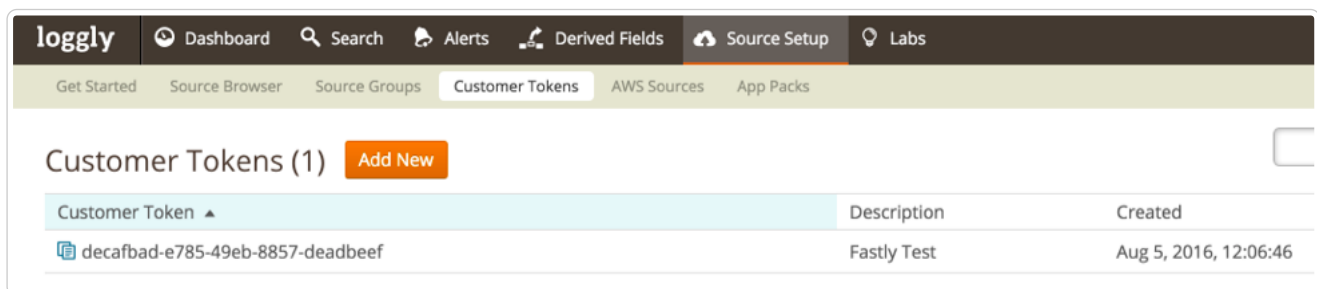 loggly Dashboard Search Alerts Derived Fields Source Setup Labs
Get Started Source Browser Source Groups Customer Tokens AWS Sources App Packs
Customer Tokens (1) Add New
Customer Token ▲ Description Created
decafbad-e785-49eb-8857-deadbeef Fastly Test Aug 5, 2016, 12:06:46